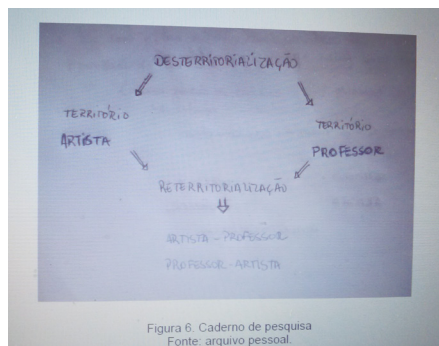 DESTERRITORIALIZAÇÃO
TERRITÓRIO
ARTISTA
TERRITÓRIO
PROFESSOR
RETERRITORIALIZAÇÃO
ARTISTA-PROFESSOR
PROFESSOR-ARTISTA
Figura 6. Caderno de pesquisa
Fonte: arquivo pessoal.